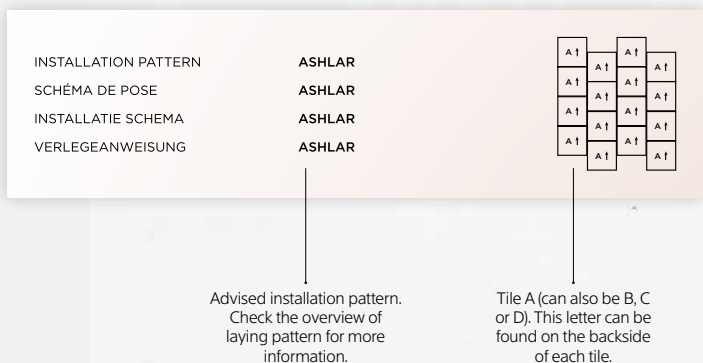 INSTALLATION PATTERN ASHLAR
SCHÉMA DE POSE ASHLAR
INSTALLATIE SCHEMA ASHLAR
VERLEGEANWEISUNG ASHLAR
A↑ A↑
A↑ A↑
A↑ A↑
A↑ A↑
A↑ A↑
A↑ A↑
A↑ A↑
A↑ A↑
Advised installation pattern.
Check the overview of
laying pattern for more
information.
Tile A (can also be B, C
or D). This letter can be
found on the backside
of each tile.